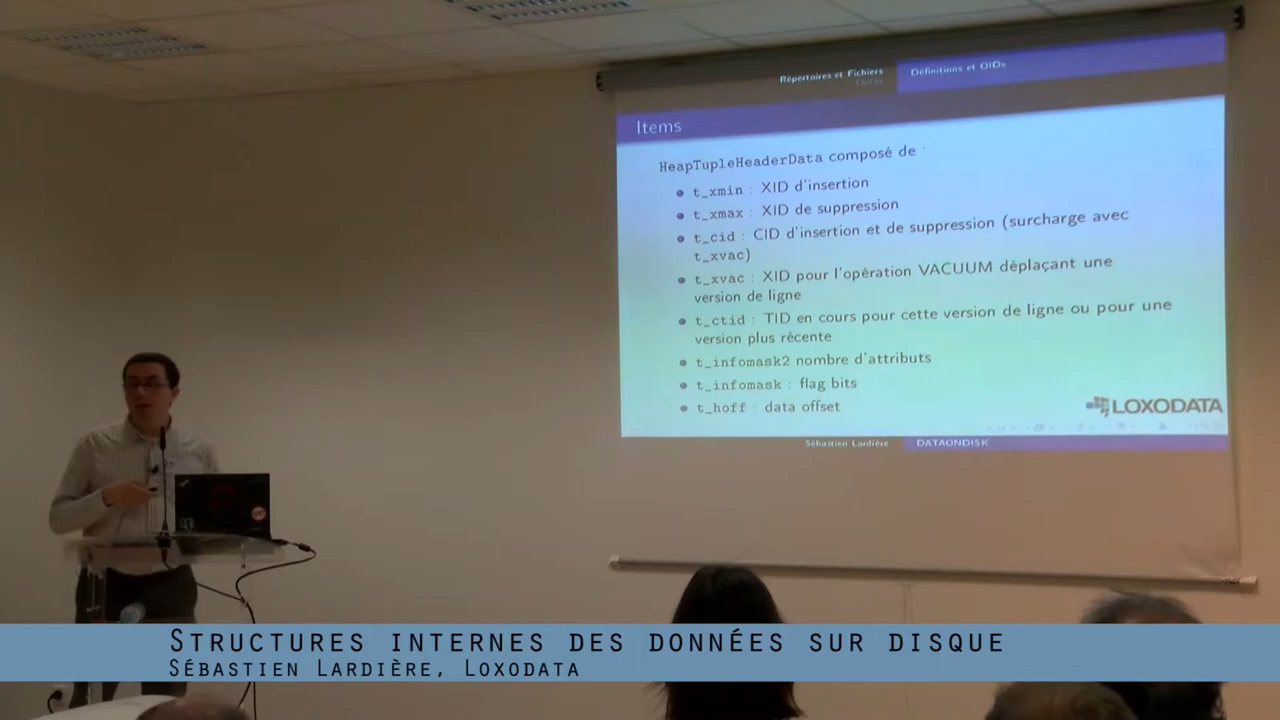 Répertoires et Fichiers
Outils
Définitions et OIDs
Items
HeapTupleHeaderData composé de :
t_xmin : XID d'insertion
t_xmax : XID de suppression
t_cid : CID d'insertion et de suppression (surcharge avec
t_xvac)
t_xvac : XID pour l'opération VACUUM déplaçant une
version de ligne
t_ctid : TID en cours pour cette version de ligne ou pour une
version plus récente
t_infomask2 nombre d'attributs
t_infomask : flag bits
t_hoff : data offset
LOXODATA
Sébastien Lardière
DATAONDISK
Structures internes des données sur disque
Sébastien Lardière, Loxodata